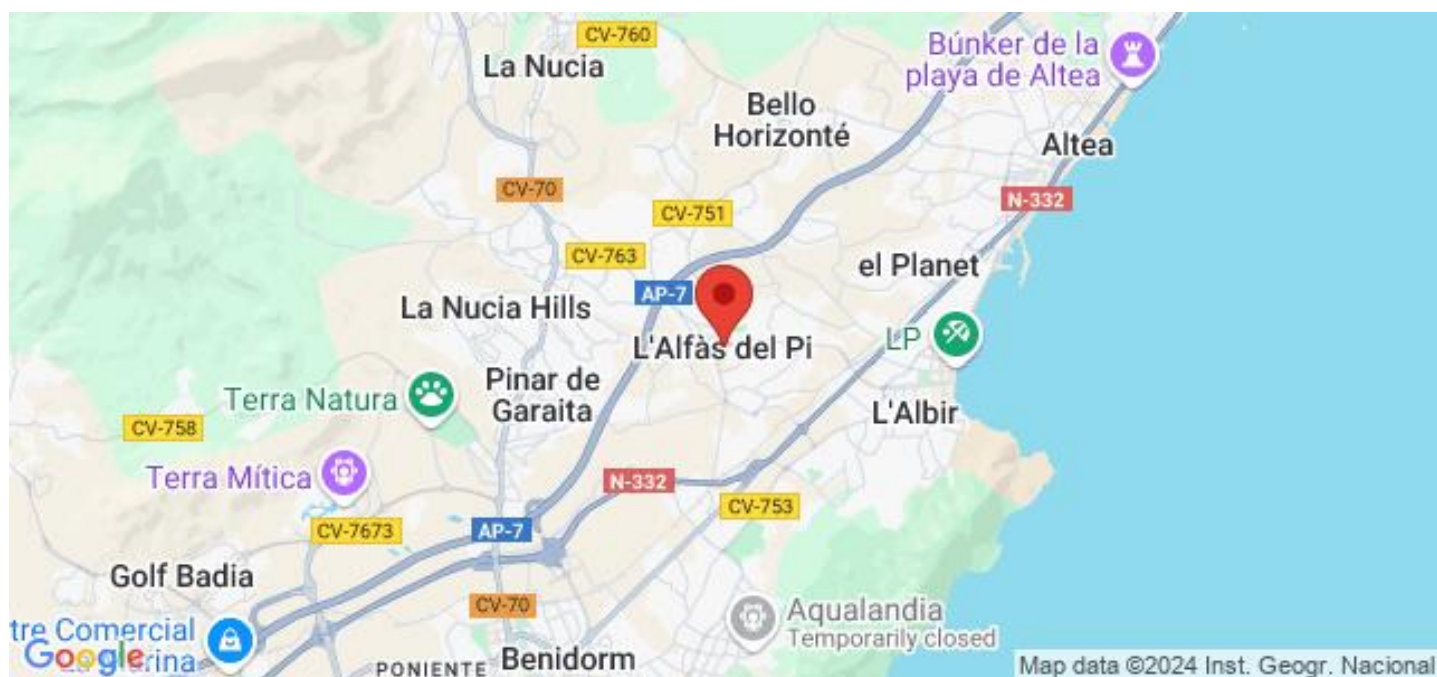 CV-760
La Nucia
Búnker de la
playa de Altea
Bello
Horizonté
Altea
CV-70
N-332
CV-751
CV-763
el Planet
AP-7
La Nucia Hills
L'Alfàs del Pi
LP
Pinar de
Garaita
Terra Natura
L'Albir
CV-758
Terra Mítica
N-332
CV-753
CV-7673
AP-7
Golf Badia
CV-70
Aqualandia
Temporarily closed
tre Comercial
rina
Google
PONIENTE
Benidorm
Map data ©2024 Inst. Geogr. Nacional